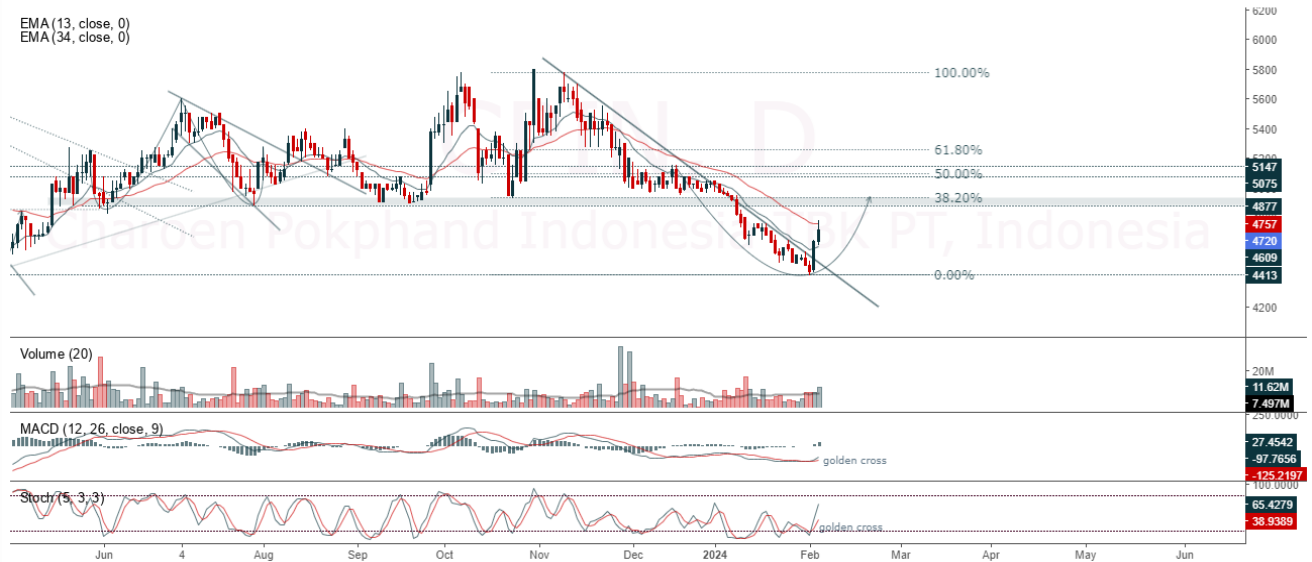 EMA (13, close, 0)
EMA (34, close, 0)
CPIN, D
Charoen Pokphand Indonesia TBK PT, Indonesia
6200
6000
5800
5600
5400
5200
5147
5075
4877
4757
4720
4609
4413
4200
100.00%
61.80%
50.00%
38.20%
0.00%
Volume (20)
20M
11.62M
7.497M
MACD (12, 26, close, 9)
250.0000
27.4542
-97.7656
-125.2197
golden cross
Stoch (5, 3, 3)
100.0000
65.4279
38.9389
golden cross
Jun 4 Aug Sep Oct Nov Dec 2024 Feb Mar Apr May Jun